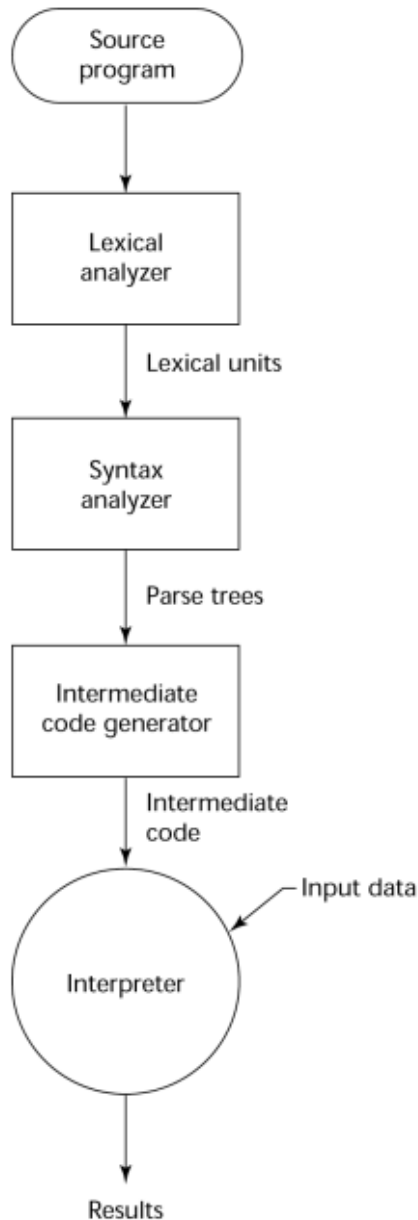 Source
program
Lexical
analyzer
Lexical units
Syntax
analyzer
Parse trees
Intermediate
code generator
Intermediate
code
Input data
Interpreter
Results